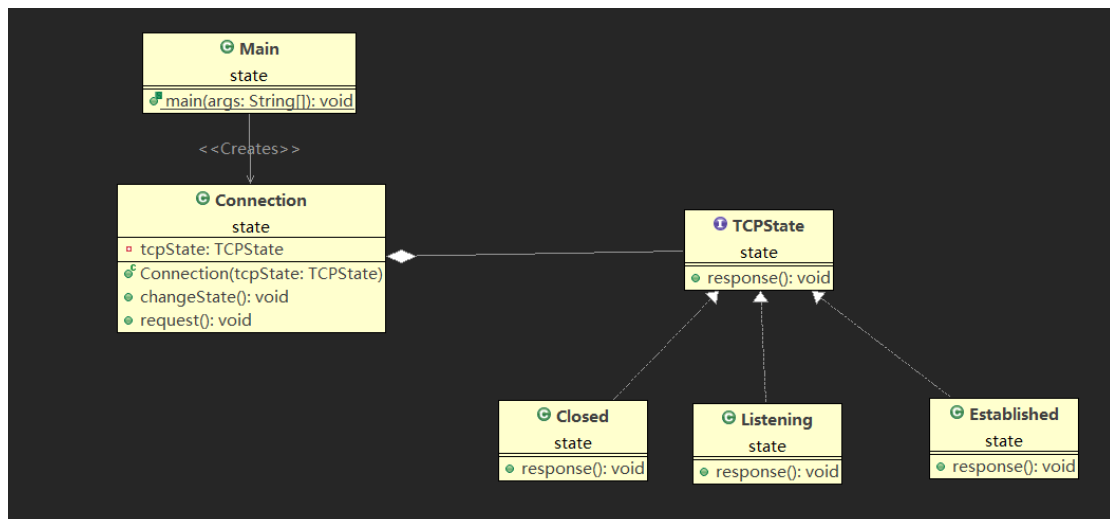 Main
state
main(args: String[]): void
<<Creates>>
Connection
state
tcpState: TCPState
Connection(tcpState: TCPState)
changeState(): void
request(): void
TCPState
state
response(): void
Closed
state
response(): void
Listening
state
response(): void
Established
state
response(): void